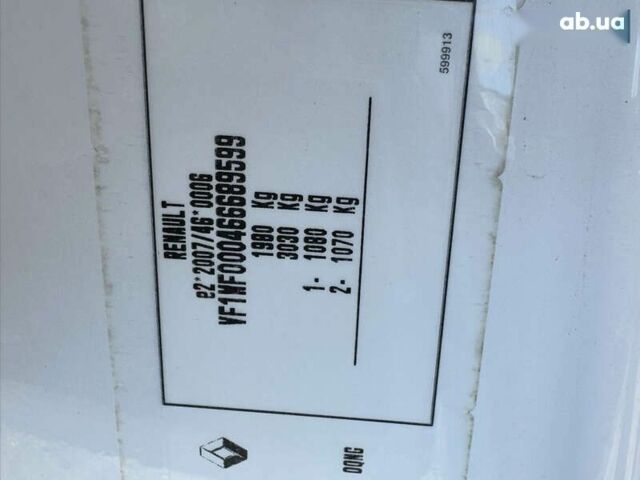 ab.ua
RENAULT
e2*2007/46*0006
VF1WF000466689599
1980 Kg
3030 Kg
1- 1080 Kg
2- 1070 Kg
599913
DQNG